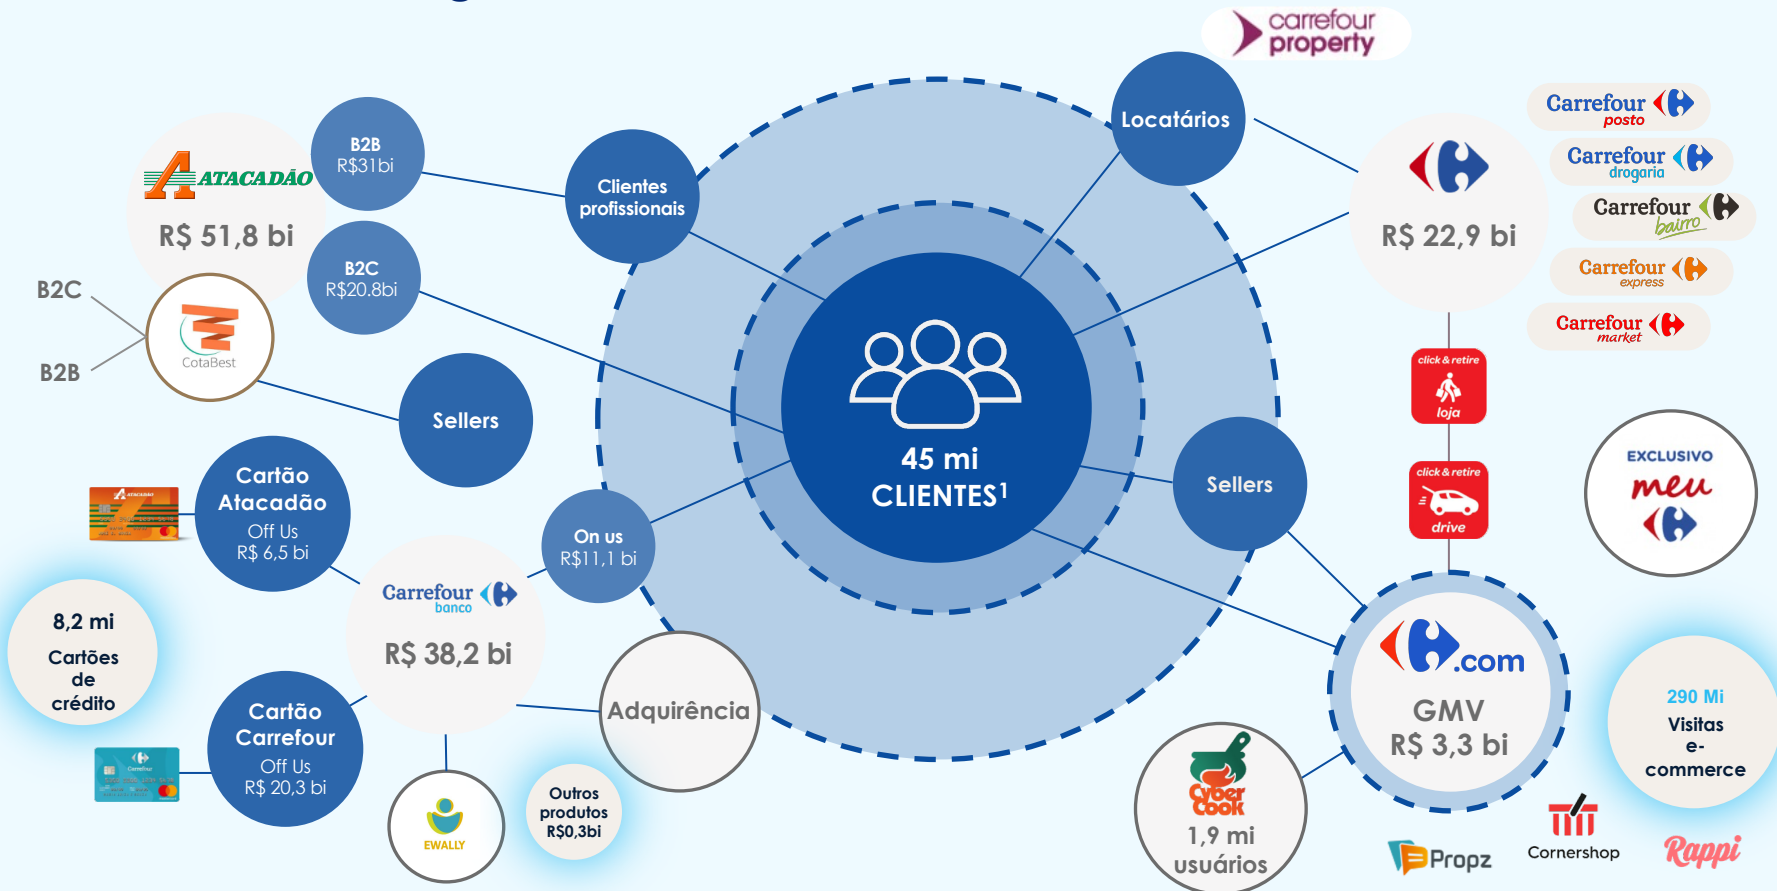 carrefour
property
Locatários
Carrefour
posto
Carrefour
drogaria
Carrefour
bairro
Carrefour
express
Carrefour
market
R$ 22,9 bi
B2B
R$31bi
ATACADÃO
R$ 51,8 bi
Clientes
profissionais
B2C
R$20.8bi
B2C
B2B
CotaBest
Sellers
45 mi
CLIENTES¹
click & retire
loja
click & retire
drive
Sellers
EXCLUSIVO
meu
Cartão
Atacadão
Off Us
R$ 6,5 bi
ATACADÃO
On us
R$11,1 bi
Carrefour
banco
R$ 38,2 bi
8,2 mi
Cartões
de
crédito
Cartão
Carrefour
Off Us
R$ 20,3 bi
Carrefour
Adquirência
EWALLY
Outros
produtos
R$0,3bi
.com
GMV
R$ 3,3 bi
290 Mi
Visitas
e-
commerce
Cyber
Cook
1,9 mi
usuários
Propz
Cornershop
Rappi